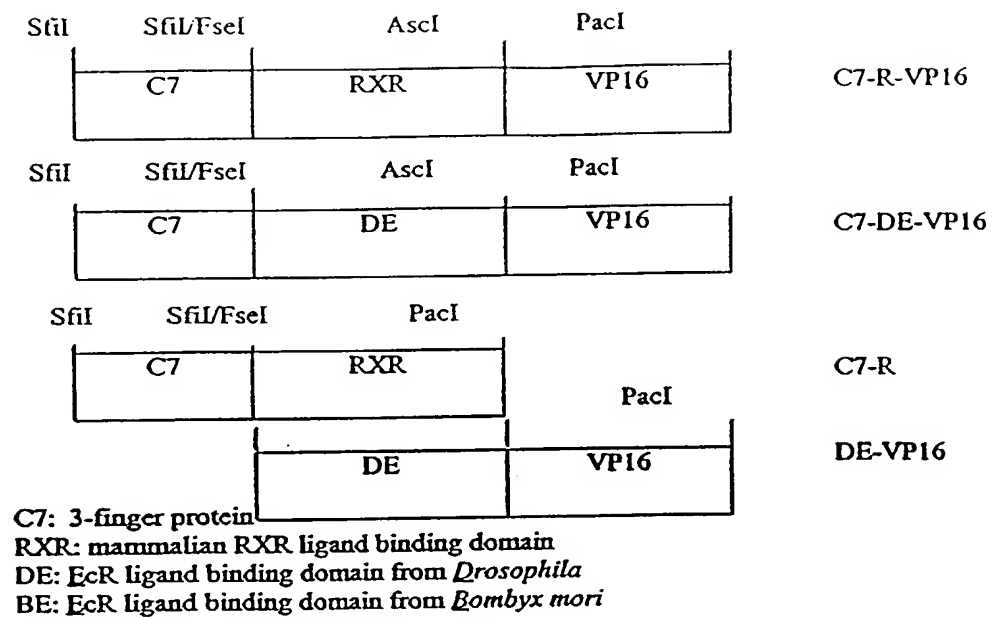 SfiI SfiI/FseI AscI PacI
C7 RXR VP16 C7-R-VP16
SfiI SfiI/FseI AscI PacI
C7 DE VP16 C7-DE-VP16
SfiI SfiI/FseI PacI
C7 RXR C7-R
PacI
DE VP16 DE-VP16
C7: 3-finger protein
RXR: mammalian RXR ligand binding domain
DE: EcR ligand binding domain from Drosophila
BE: EcR ligand binding domain from Bombyx mori